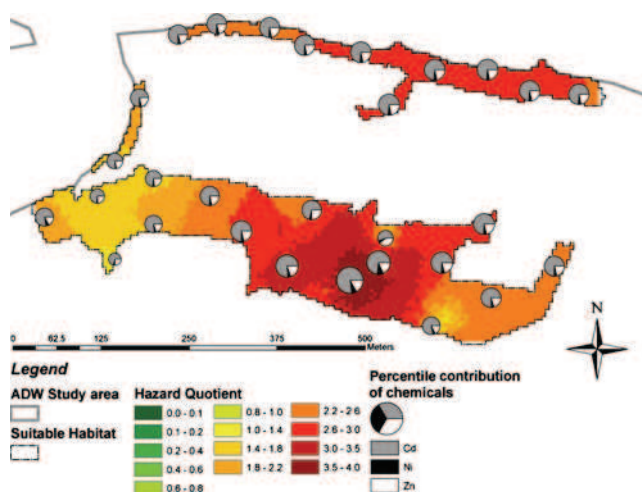 N
0 62.5 125 250 375 500
Meters
Legend
ADW Study area
Suitable Habitat
Hazard Quotient
0.0 - 0.1
0.1 - 0.2
0.2 - 0.4
0.4 - 0.6
0.6 - 0.8
0.8 - 1.0
1.0 - 1.4
1.4 - 1.8
1.8 - 2.2
2.2 - 2.6
2.6 - 3.0
3.0 - 3.5
3.5 - 4.0
Percentile contribution
of chemicals
Cd
Ni
Zn